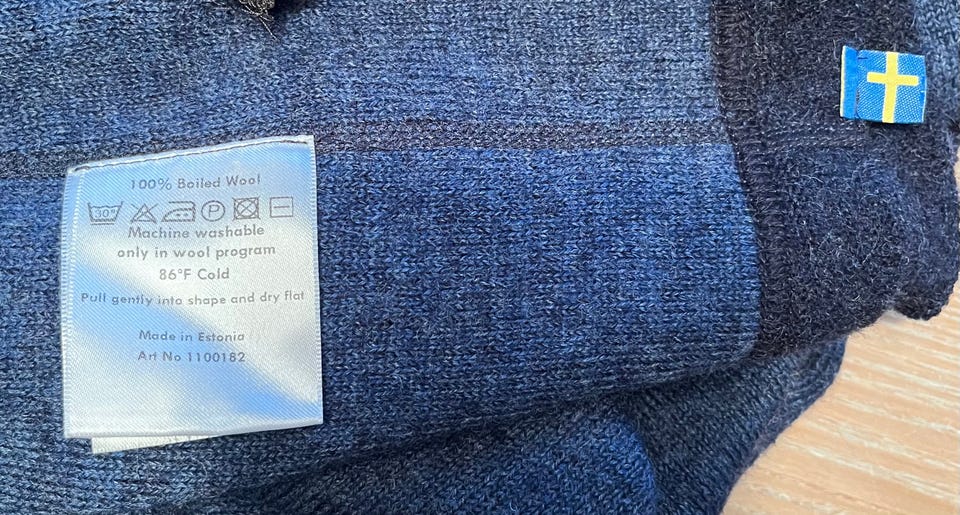 100% Boiled Wool
30° P
Machine washable
only in wool program
86°F Cold
Pull gently into shape and dry flat
Made in Estonia
Art No 1100182